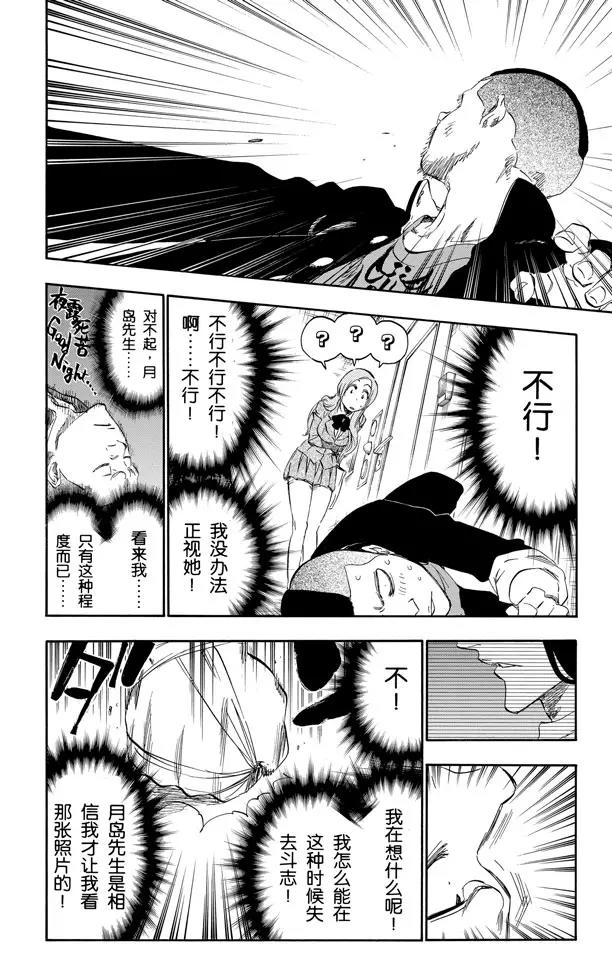 不行！
？？？
不行不行不行！
啊……不行！
我没办法
正视她！
对不起，月
岛先生……
夜露死苦
Good
Night....
看来我……
只有这种程
度而已……
不！
我在想什么呢！
我怎么能在
这种时候失
去斗志！
月岛先生是相
信我才让我看
那张照片的！